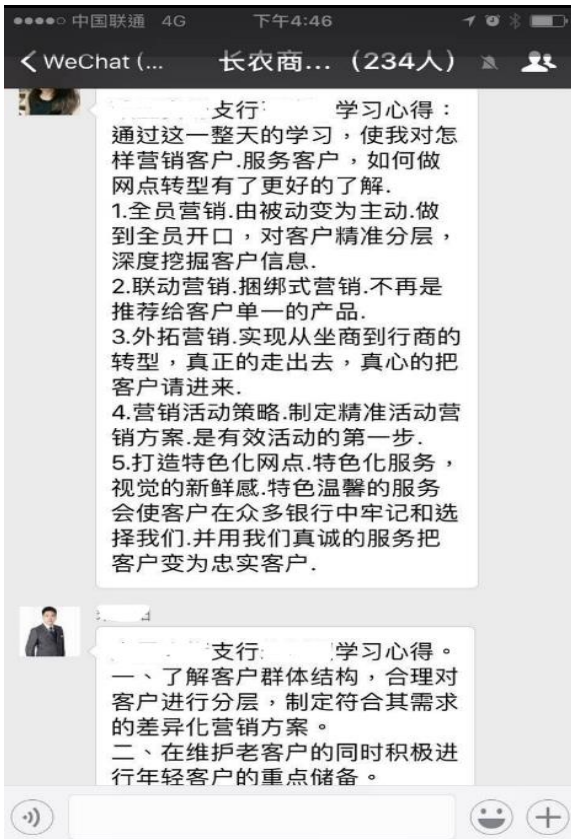 中国联通 4G 下午4:46
WeChat (... 长农商... (234人)
支行 学习心得：
通过这一整天的学习，使我对怎
样营销客户.服务客户，如何做
网点转型有了更好的了解.
1.全员营销.由被动变为主动.做
到全员开口，对客户精准分层，
深度挖掘客户信息.
2.联动营销.捆绑式营销.不再是
推荐给客户单一的产品.
3.外拓营销.实现从坐商到行商的
转型，真正的走出去，真心的把
客户请进来.
4.营销活动策略.制定精准活动营
销方案.是有效活动的第一步.
5.打造特色化网点.特色化服务，
视觉的新鲜感.特色温馨的服务
会使客户在众多银行中牢记和选
择我们.并用我们真诚的服务把
客户变为忠实客户.
支行 学习心得。
一、了解客户群体结构，合理对
客户进行分层，制定符合其需求
的差异化营销方案。
二、在维护老客户的同时积极进
行年轻客户的重点储备。